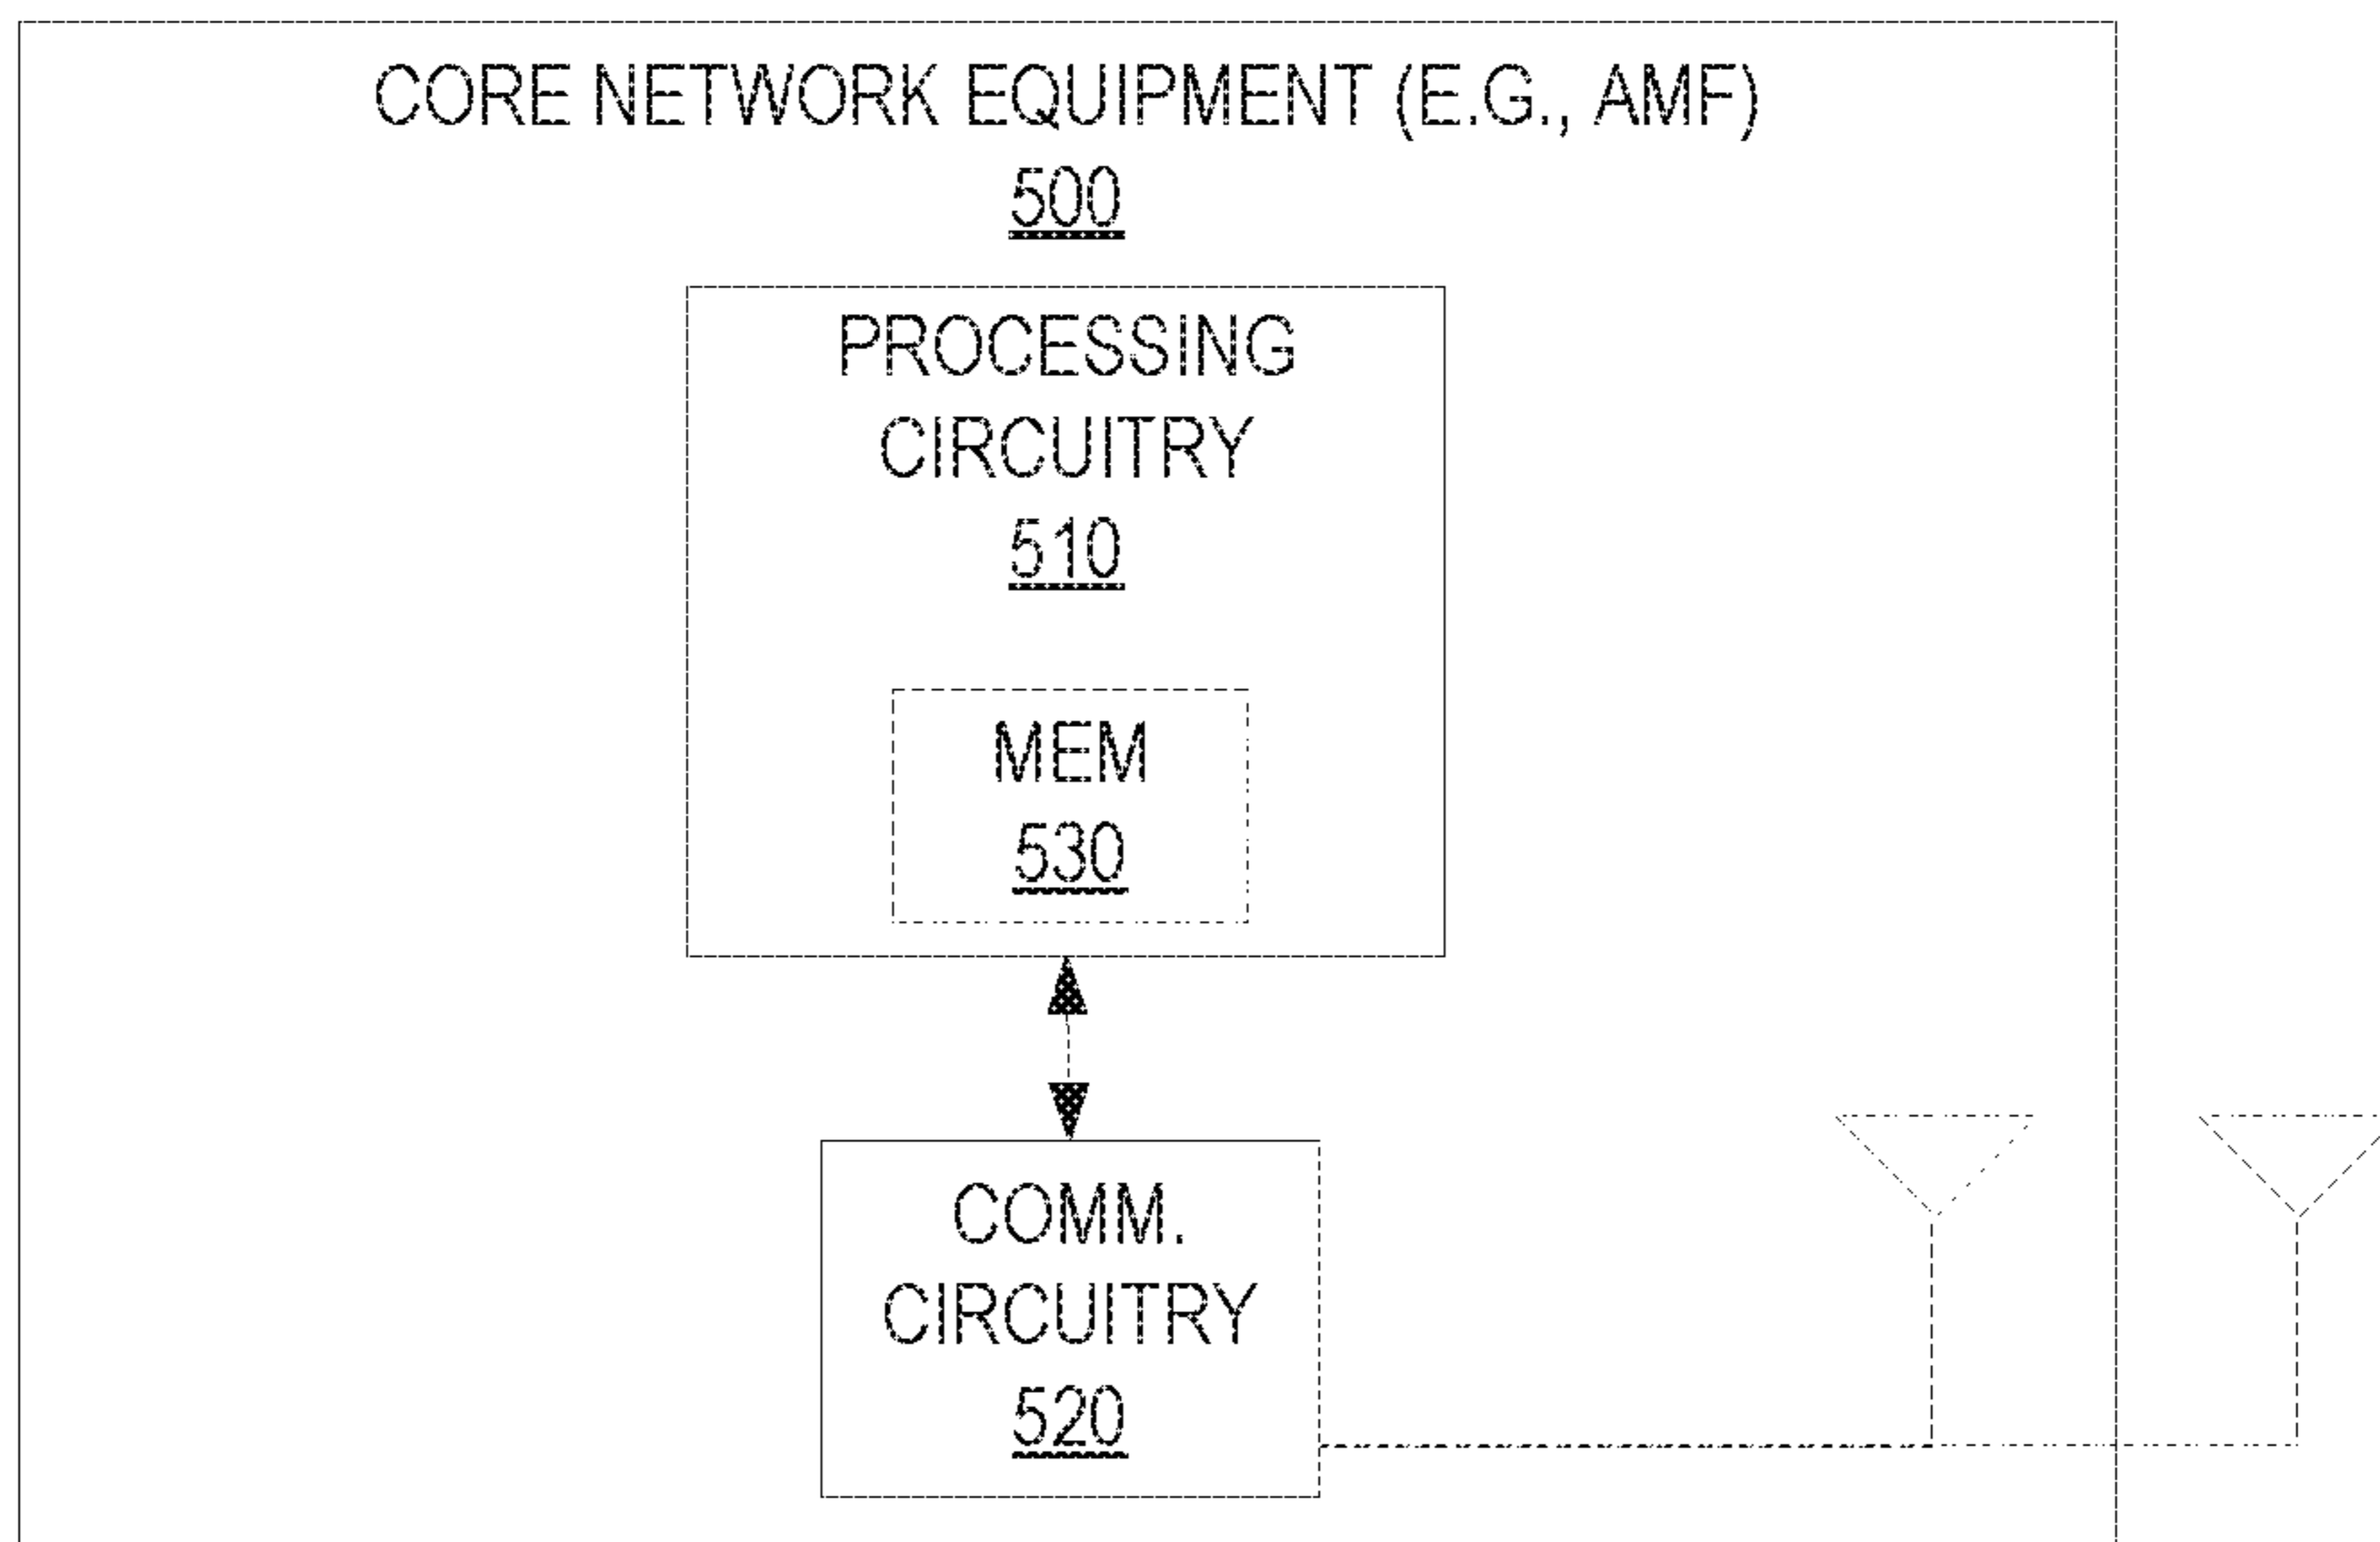 CORE NETWORK EQUIPMENT (E.G., AMF)
500
PROCESSING
CIRCUITRY
510
MEM
530
COMM.
CIRCUITRY
520